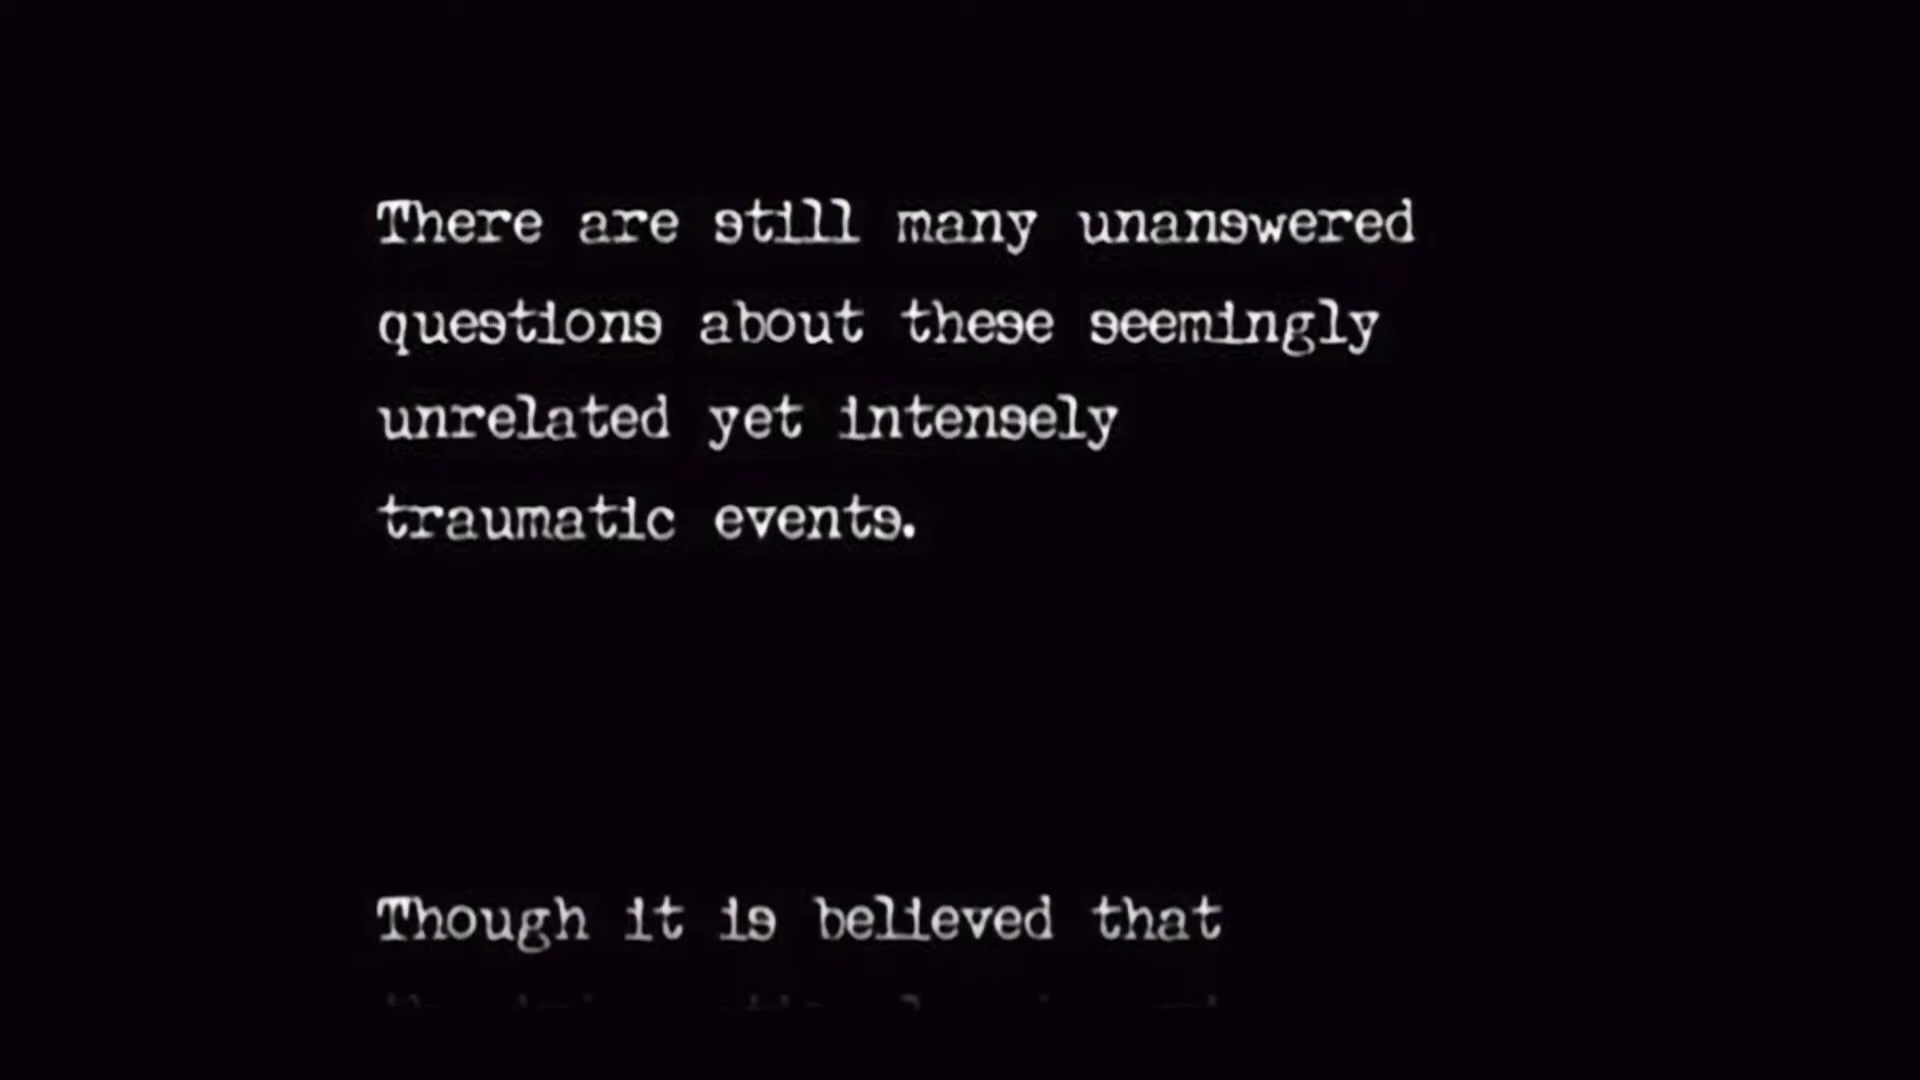 There are still many unanswered
questions about these seemingly
unrelated yet intensely
traumatic events.
Though it is believed that